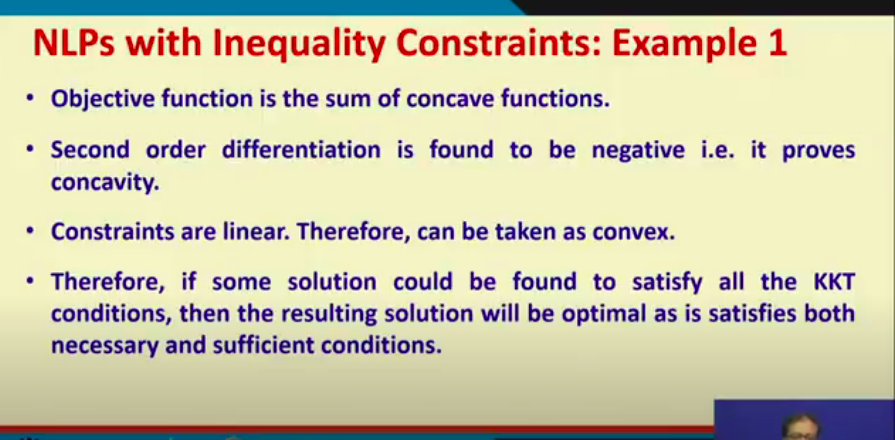 NLPs with Inequality Constraints: Example 1
• Objective function is the sum of concave functions.
• Second order differentiation is found to be negative i.e. it proves
concavity.
• Constraints are linear. Therefore, can be taken as convex.
• Therefore, if some solution could be found to satisfy all the KKT
conditions, then the resulting solution will be optimal as is satisfies both
necessary and sufficient conditions.